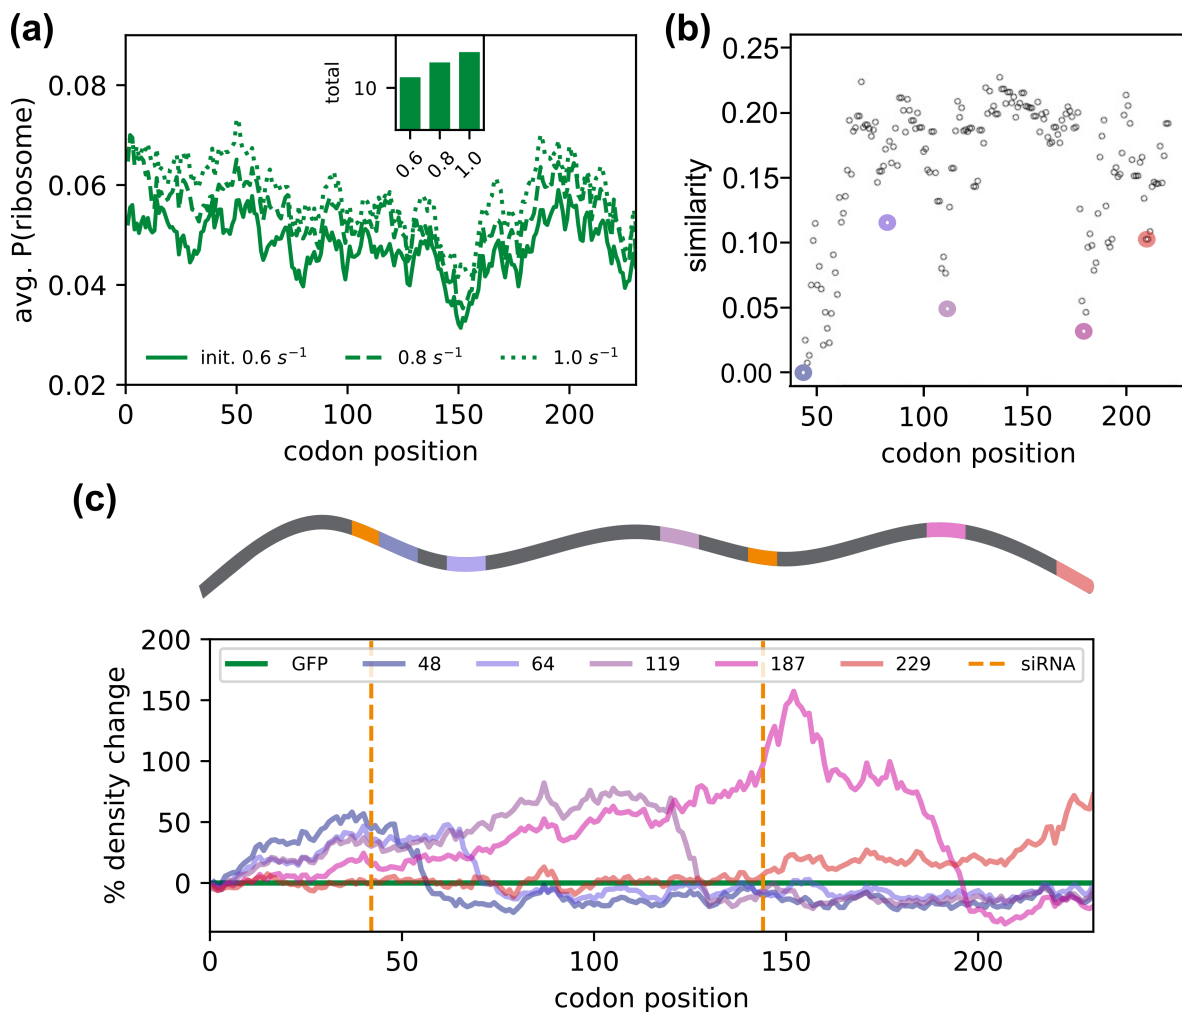 (a)
avg. P(ribosome)
0.08
0.06
0.04
0.02
total
10
0.6
0.8
1.0
init. 0.6 s⁻¹
0.8 s⁻¹
1.0 s⁻¹
0
50
100
150
200
codon position
(b)
similarity
0.25
0.20
0.15
0.10
0.05
0.00
50
100
150
200
codon position
(c)
% density change
200
150
100
50
0
GFP
48
64
119
187
229
siRNA
0
50
100
150
200
codon position